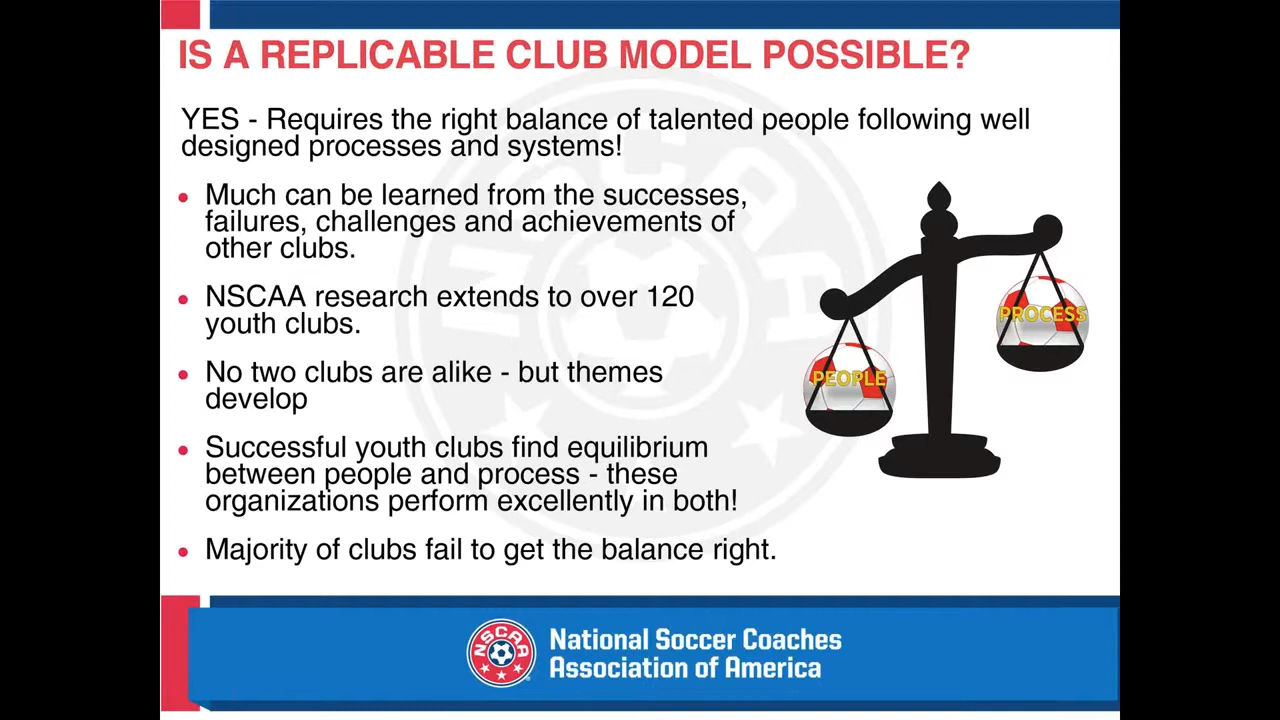 IS A REPLICABLE CLUB MODEL POSSIBLE?
YES - Requires the right balance of talented people following well
designed processes and systems!
• Much can be learned from the successes,
failures, challenges and achievements of
other clubs.
• NSCAA research extends to over 120
youth clubs.
• No two clubs are alike - but themes
develop
• Successful youth clubs find equilibrium
between people and process - these
organizations perform excellently in both!
• Majority of clubs fail to get the balance right.
PROCESS
PEOPLE
NSCAA
National Soccer Coaches
Association of America